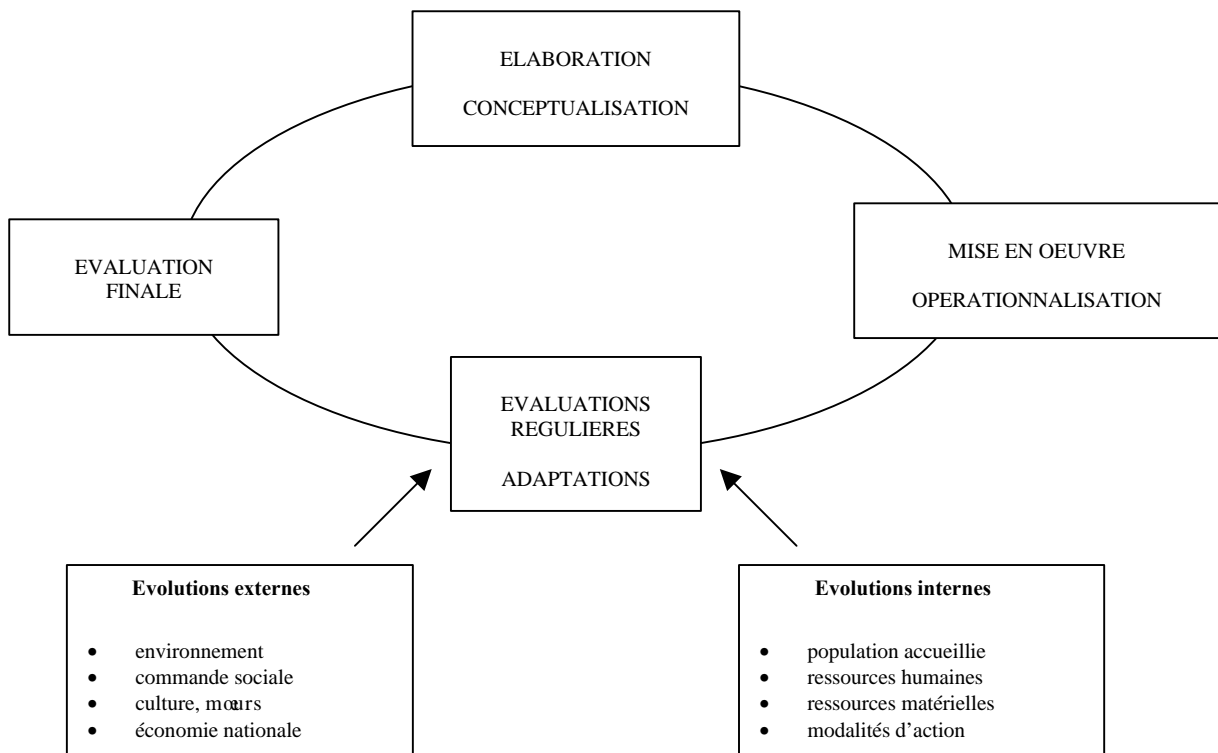 ELABORATION
CONCEPTUALISATION
EVALUATION
FINALE
MISE EN OEUVRE
OPERATIONNALISATION
EVALUATIONS
REGULIERES
ADAPTATIONS
Evolutions externes
• environnement
• commande sociale
• culture, mœurs
• économie nationale
Evolutions internes
• population accueillie
• ressources humaines
• ressources matérielles
• modalités d'action